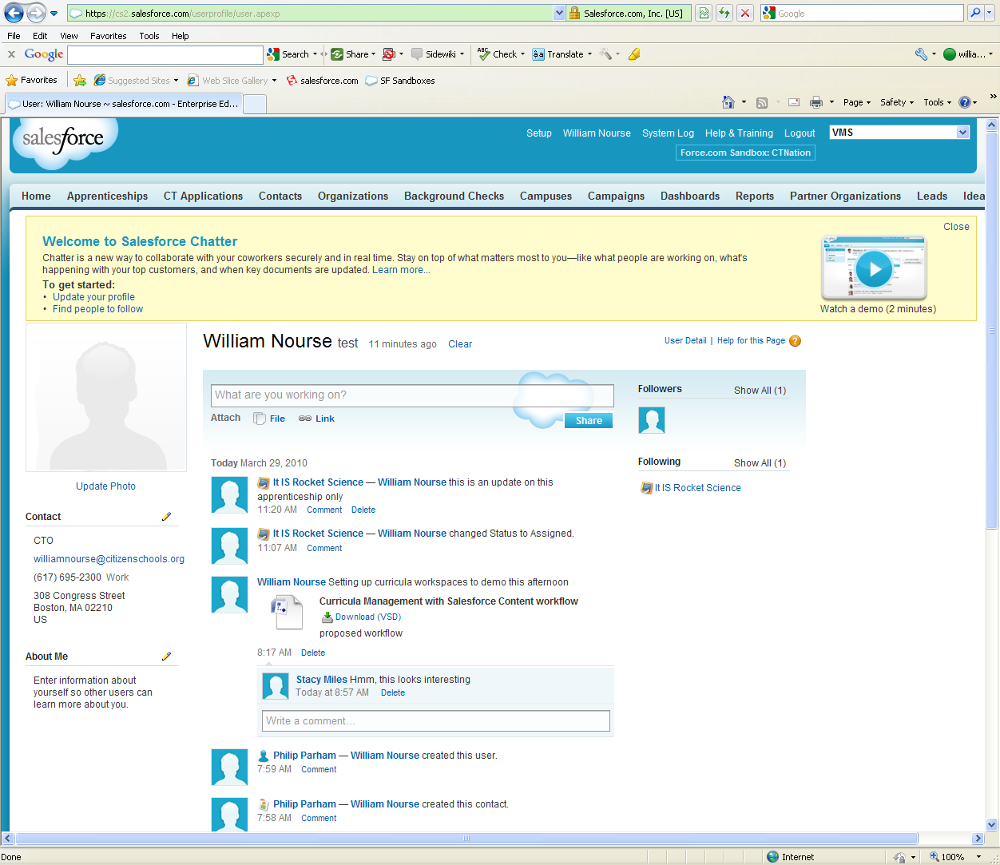 https://cs2.salesforce.com/userprofile/user.apexp
Salesforce.com, Inc. [US]
Google
File Edit View Favorites Tools Help
x Google Search Share Sidewiki ABC Check Translate willia...
Favorites Suggested Sites Web Slice Gallery salesforce.com SF Sandboxes
User: William Nourse ~ salesforce.com - Enterprise Ed... Page Safety Tools
salesforce
Setup William Nourse System Log Help & Training Logout VMS
Force.com Sandbox: CTNation
Home Apprenticeships CT Applications Contacts Organizations Background Checks Campuses Campaigns Dashboards Reports Partner Organizations Leads Idea
Close
Welcome to Salesforce Chatter
Chatter is a new way to collaborate with your coworkers securely and in real time. Stay on top of what matters most to you—like what people are working on, what's
happening with your top customers, and when key documents are updated. Learn more...
To get started:
• Update your profile
• Find people to follow
Watch a demo (2 minutes)
William Nourse test 11 minutes ago Clear
User Detail | Help for this Page ?
What are you working on?
Attach File Link
Share
Followers Show All (1)
Following Show All (1)
It IS Rocket Science
Update Photo
Contact
CTO
williamnourse@citizenschools.org
(617) 695-2300 Work
308 Congress Street
Boston, MA 02210
US
About Me
Enter information about
yourself so other users can
learn more about you.
Today March 29, 2010
It IS Rocket Science — William Nourse this is an update on this
apprenticeship only
11:20 AM Comment Delete
It IS Rocket Science — William Nourse changed Status to Assigned.
11:07 AM Comment
William Nourse Setting up curricula workspaces to demo this afternoon
Curricula Management with Salesforce Content workflow
Download (VSD)
proposed workflow
8:17 AM Delete
Stacy Miles Hmm, this looks interesting
Today at 8:57 AM Delete
Write a comment...
Philip Parham — William Nourse created this user.
7:59 AM Comment
Philip Parham — William Nourse created this contact.
7:58 AM Comment
Done Internet 100%